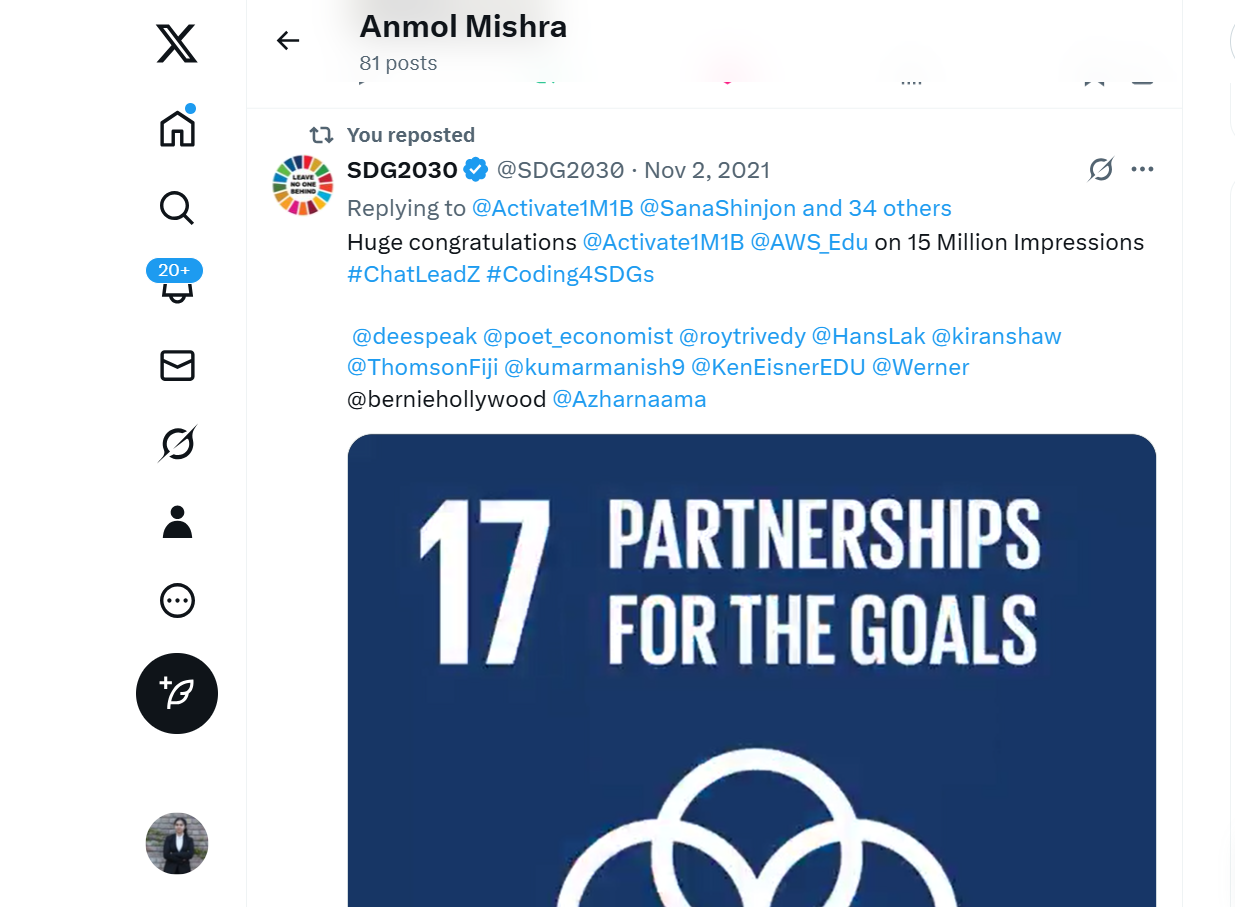 Anmol Mishra
81 posts
20+
You reposted
SDG2030 @SDG2030 · Nov 2, 2021
LEAVE
NO ONE
BEHIND
Replying to @Activate1M1B @SanaShinjon and 34 others
Huge congratulations @Activate1M1B @AWS_Edu on 15 Million Impressions
#ChatLeadZ #Coding4SDGs
@deespeak @poet_economist @roytrivedy @HansLak @kiranshaw
@ThomsonFiji @kumarmanish9 @KenEisnerEDU @Werner
@berniehollywood @Azharnaama
17 PARTNERSHIPS
FOR THE GOALS